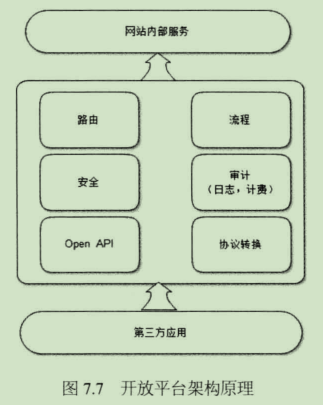 网站内部服务
路由
流程
安全
审计
（日志，计费）
Open API
协议转换
第三方应用
图 7.7 开放平台架构原理